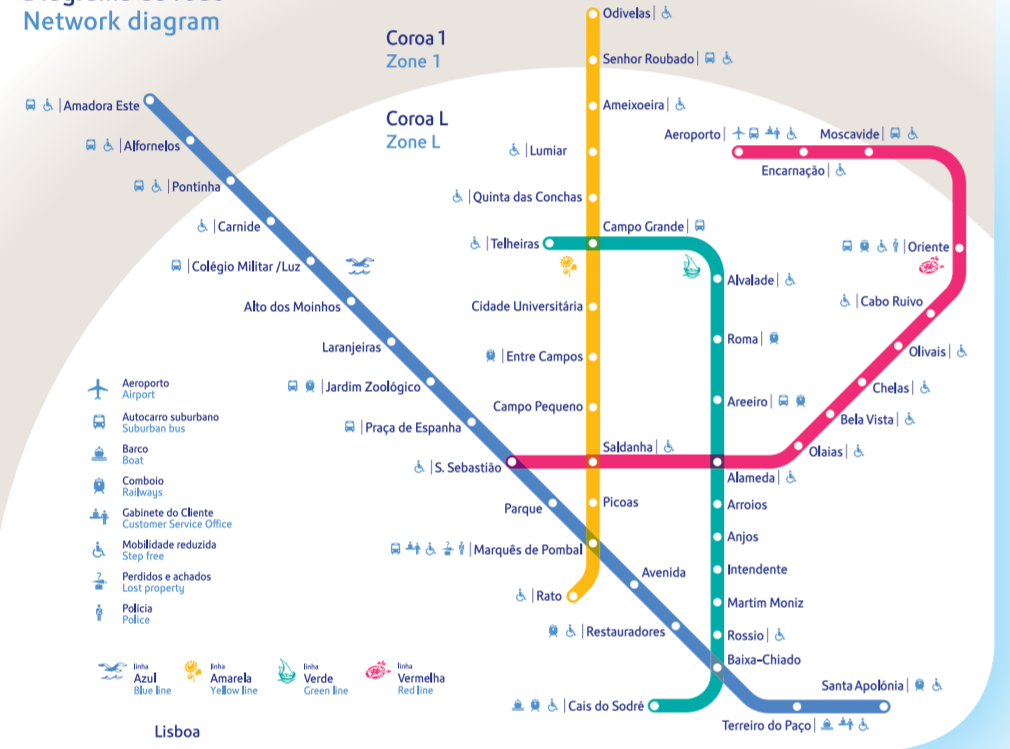 Network diagram
Coroa 1
Zone 1
Coroa L
Zone L
Odivelas
Senhor Roubado
Ameixoeira
Lumiar
Quinta das Conchas
Campo Grande
Telheiras
Cidade Universitária
Entre Campos
Campo Pequeno
Saldanha
Picoas
Marquês de Pombal
Rato
Amadora Este
Alfornelos
Pontinha
Carnide
Colégio Militar /Luz
Alto dos Moinhos
Laranjeiras
Jardim Zoológico
Praça de Espanha
S. Sebastião
Parque
Avenida
Restauradores
Baixa-Chiado
Terreiro do Paço
Santa Apolónia
Aeroporto
Encarnação
Moscavide
Oriente
Cabo Ruivo
Olivais
Chelas
Bela Vista
Olaias
Alameda
Alvalade
Roma
Areeiro
Arroios
Anjos
Intendente
Martim Moniz
Rossio
Cais do Sodré
Aeroporto
Airport
Autocarro suburbano
Suburban bus
Barco
Boat
Comboio
Railways
Gabinete do Cliente
Customer Service Office
Mobilidade reduzida
Step free
Perdidos e achados
Lost property
Polícia
Police
linha
Azul
Blue line
linha
Amarela
Yellow line
linha
Verde
Green line
linha
Vermelha
Red line
Lisboa